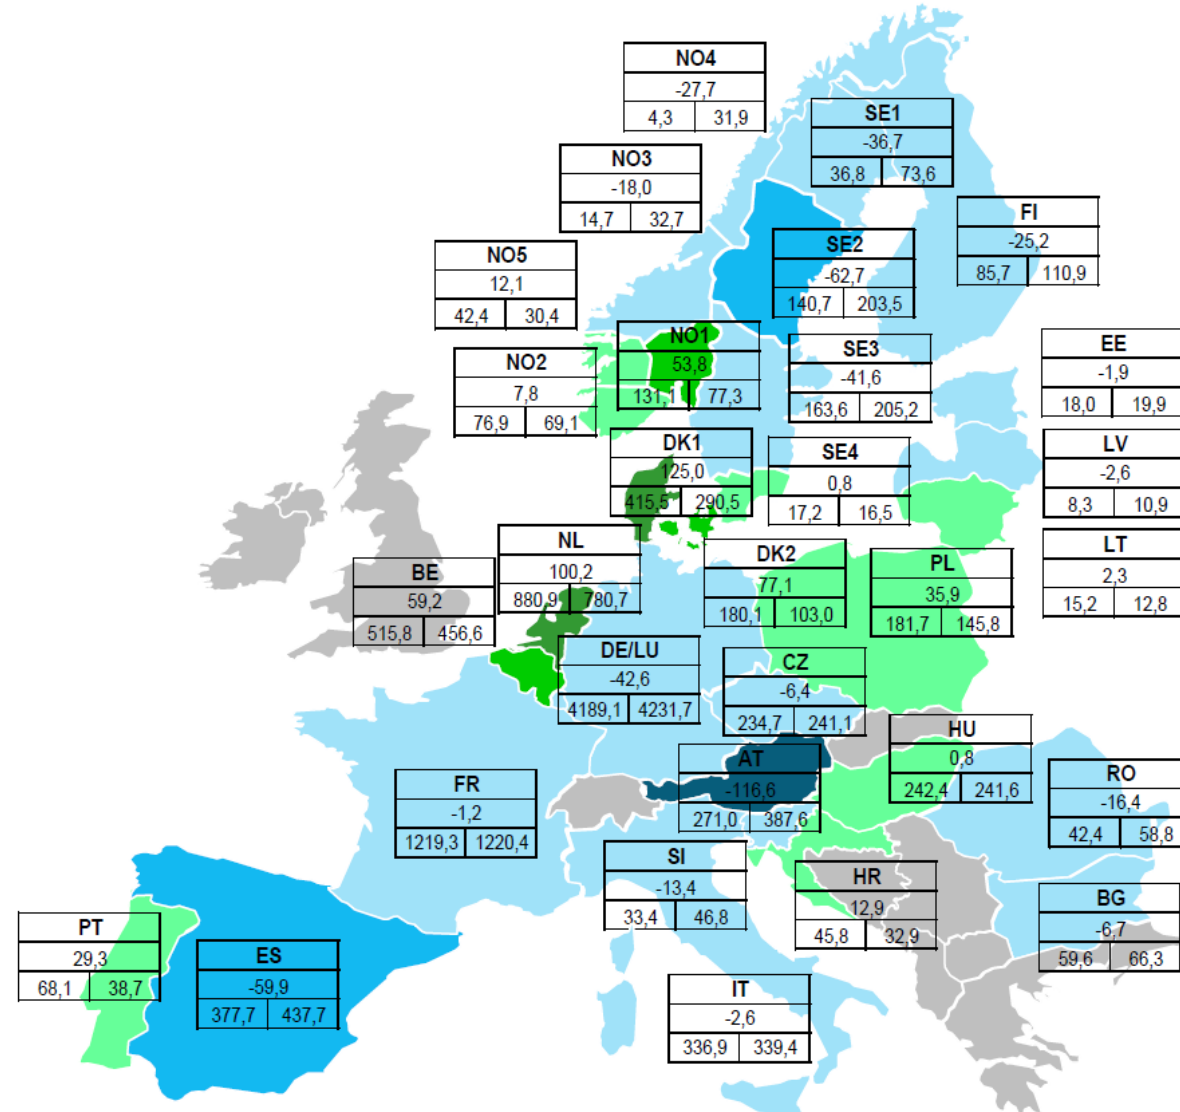 NO4
-27,7
4,3 31,9
SE1
-36,7
36,8 73,6
NO3
-18,0
14,7 32,7
FI
-25,2
85,7 110,9
SE2
-62,7
140,7 203,5
NO5
12,1
42,4 30,4
NO1
53,8
131,1 77,3
EE
-1,9
18,0 19,9
SE3
-41,6
163,6 205,2
NO2
7,8
76,9 69,1
DK1
125,0
415,5 290,5
LV
-2,6
8,3 10,9
SE4
0,8
17,2 16,5
NL
100,2
880,9 780,7
LT
2,3
15,2 12,8
DK2
77,1
180,1 103,0
PL
35,9
181,7 145,8
BE
59,2
515,8 456,6
DE/LU
-42,6
4189,1 4231,7
CZ
-6,4
234,7 241,1
HU
0,8
242,4 241,6
AT
-116,6
271,0 387,6
RO
-16,4
42,4 58,8
FR
-1,2
1219,3 1220,4
SI
-13,4
33,4 46,8
HR
12,9
45,8 32,9
BG
-6,7
59,6 66,3
PT
29,3
68,1 38,7
ES
-59,9
377,7 437,7
IT
-2,6
336,9 339,4